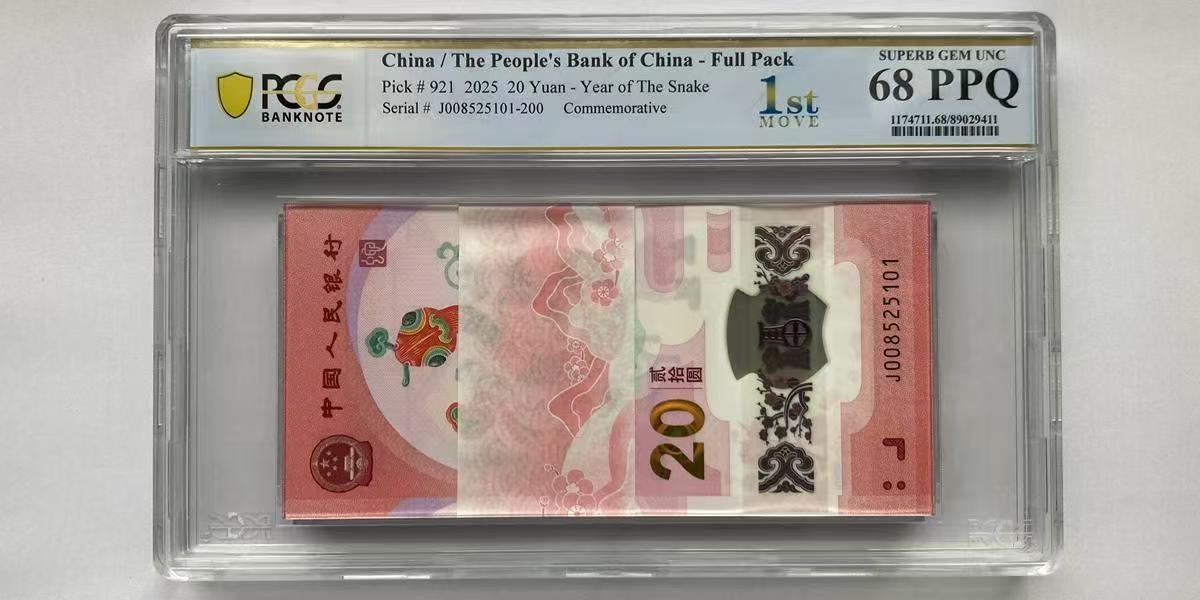 PCGS
BANKNOTE
China / The People's Bank of China - Full Pack
Pick # 921 2025 20 Yuan - Year of The Snake
Serial # J008525101-200 Commemorative
1st
MOVE
SUPERB GEM UNC
68 PPQ
1174711.68/89029411
中国人民银行
贰拾圆
20
J008525101